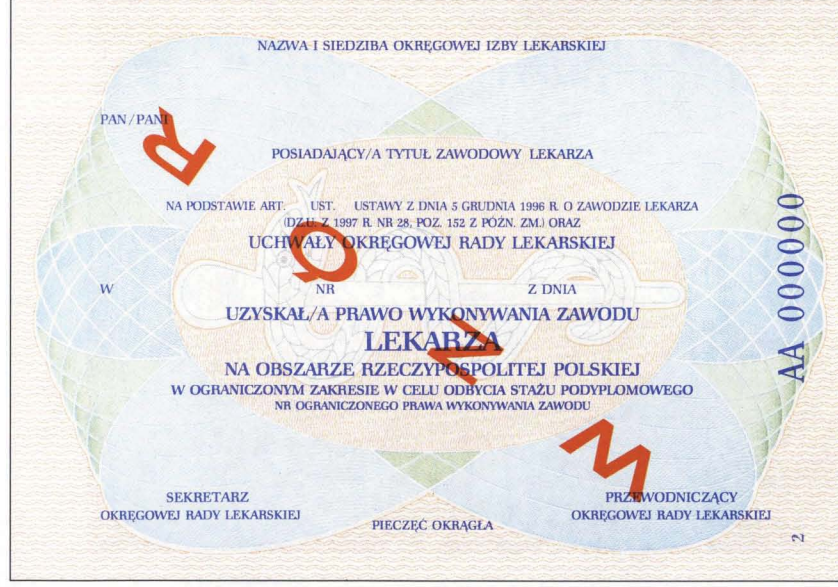 NAZWA I SIEDZIBA OKRĘGOWEJ IZBY LEKARSKIEJ
PAN/PANI
POSIADAJĄCY/A TYTUŁ ZAWODOWY LEKARZA
NA PODSTAWIE ART. UST. USTAWY Z DNIA 5 GRUDNIA 1996 R. O ZAWODZIE LEKARZA
(DZ.U. Z 1997 R. NR 28, POZ. 152 Z PÓŹN. ZM.) ORAZ
UCHWAŁY OKRĘGOWEJ RADY LEKARSKIEJ
W NR Z DNIA
UZYSKAŁ/A PRAWO WYKONYWANIA ZAWODU
LEKARZA
NA OBSZARZE RZECZYPOSPOLITEJ POLSKIEJ
W OGRANICZONYM ZAKRESIE W CELU ODBYCIA STAŻU PODYPLOMOWEGO
NR OGRANICZONEGO PRAWA WYKONYWANIA ZAWODU
SEKRETARZ
OKRĘGOWEJ RADY LEKARSKIEJ
PIECZĘĆ OKRĄGŁA
PRZEWODNICZĄCY
OKRĘGOWEJ RADY LEKARSKIEJ
AA 000000
2
WZÓR